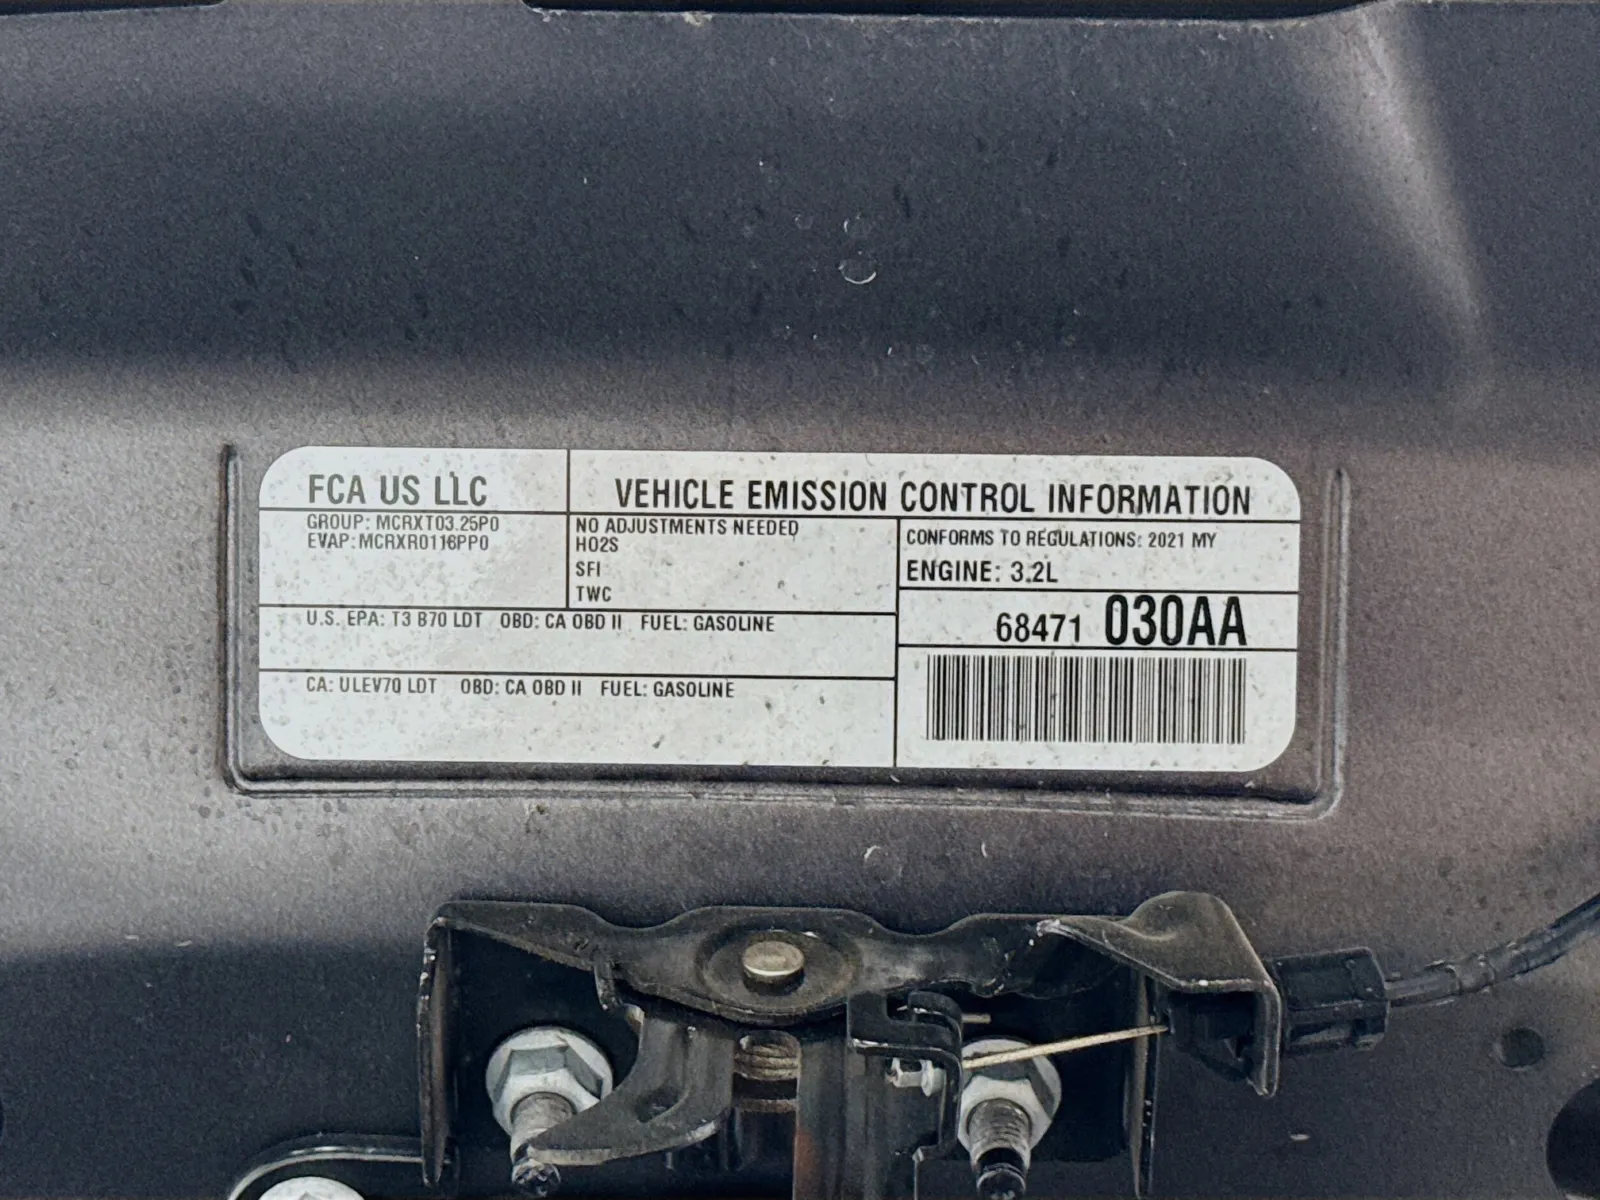 FCA US LLC
VEHICLE EMISSION CONTROL INFORMATION
GROUP: MCRXT03.25P0
EVAP: MCRXR0116PP0
NO ADJUSTMENTS NEEDED
HO2S
SFI
TWC
CONFORMS TO REGULATIONS: 2021 MY
ENGINE: 3.2L
U.S. EPA: T3 B70 LDT OBD: CA OBD II FUEL: GASOLINE
68471 030AA
CA: ULEV70 LDT OBD: CA OBD II FUEL: GASOLINE